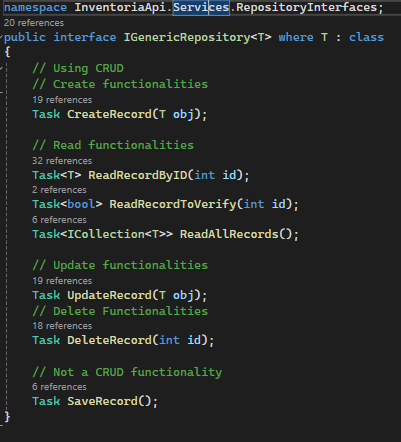 namespace InventoriaApi.Services.RepositoryInterfaces;
20 references
public interface IGenericRepository<T> where T : class
{
// Using CRUD
// Create functionalities
19 references
Task CreateRecord(T obj);
// Read functionalities
32 references
Task<T> ReadRecordByID(int id);
2 references
Task<bool> ReadRecordToVerify(int id);
6 references
Task<ICollection<T>> ReadAllRecords();
// Update functionalities
19 references
Task UpdateRecord(T obj);
// Delete Functionalities
18 references
Task DeleteRecord(int id);
// Not a CRUD functionality
6 references
Task SaveRecord();
}